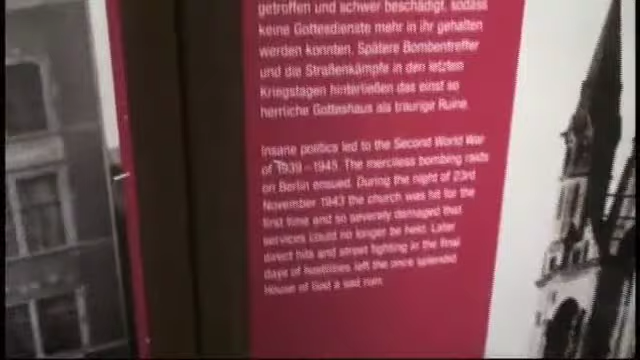 getroffen und schwer beschädigt, sodass
keine Gottesdienste mehr in ihr gehalten
werden konnten. Spätere Bombentreffer
und die Straßenkämpfe in den letzten
Kriegstagen hinterließen das einst so
herrliche Gotteshaus als traurige Ruine.
Insane politics led to the Second World War
of 1939 – 1945. The merciless bombing raids
on Berlin ensued. During the night of 23rd
November 1943 the church was hit for the
first time and so severely damaged that
services could no longer be held. Later
direct hits and street fighting in the final
days of hostilities left the once splendid
House of God a sad ruin.